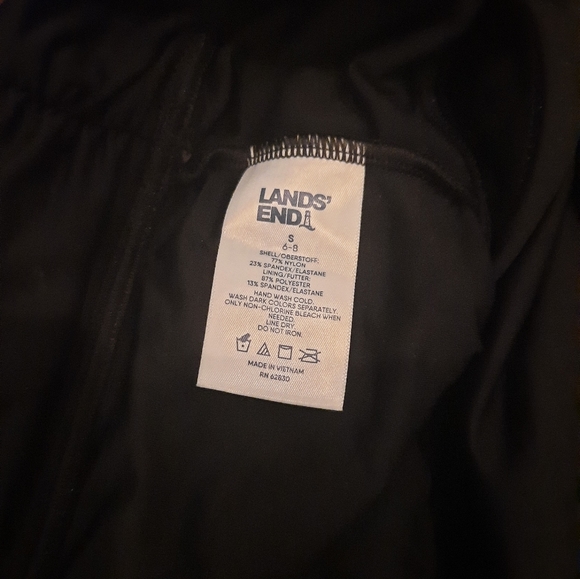 LANDS'
END
S
6-8
SHELL/OBERSTOFF:
77% NYLON
23% SPANDEX/ELASTANE
LINING/FUTTER:
87% POLYESTER
13% SPANDEX/ELASTANE
HAND WASH COLD.
WASH DARK COLORS SEPARATELY.
ONLY NON-CHLORINE BLEACH WHEN
NEEDED.
LINE DRY.
DO NOT IRON.
MADE IN VIETNAM
RN 62830